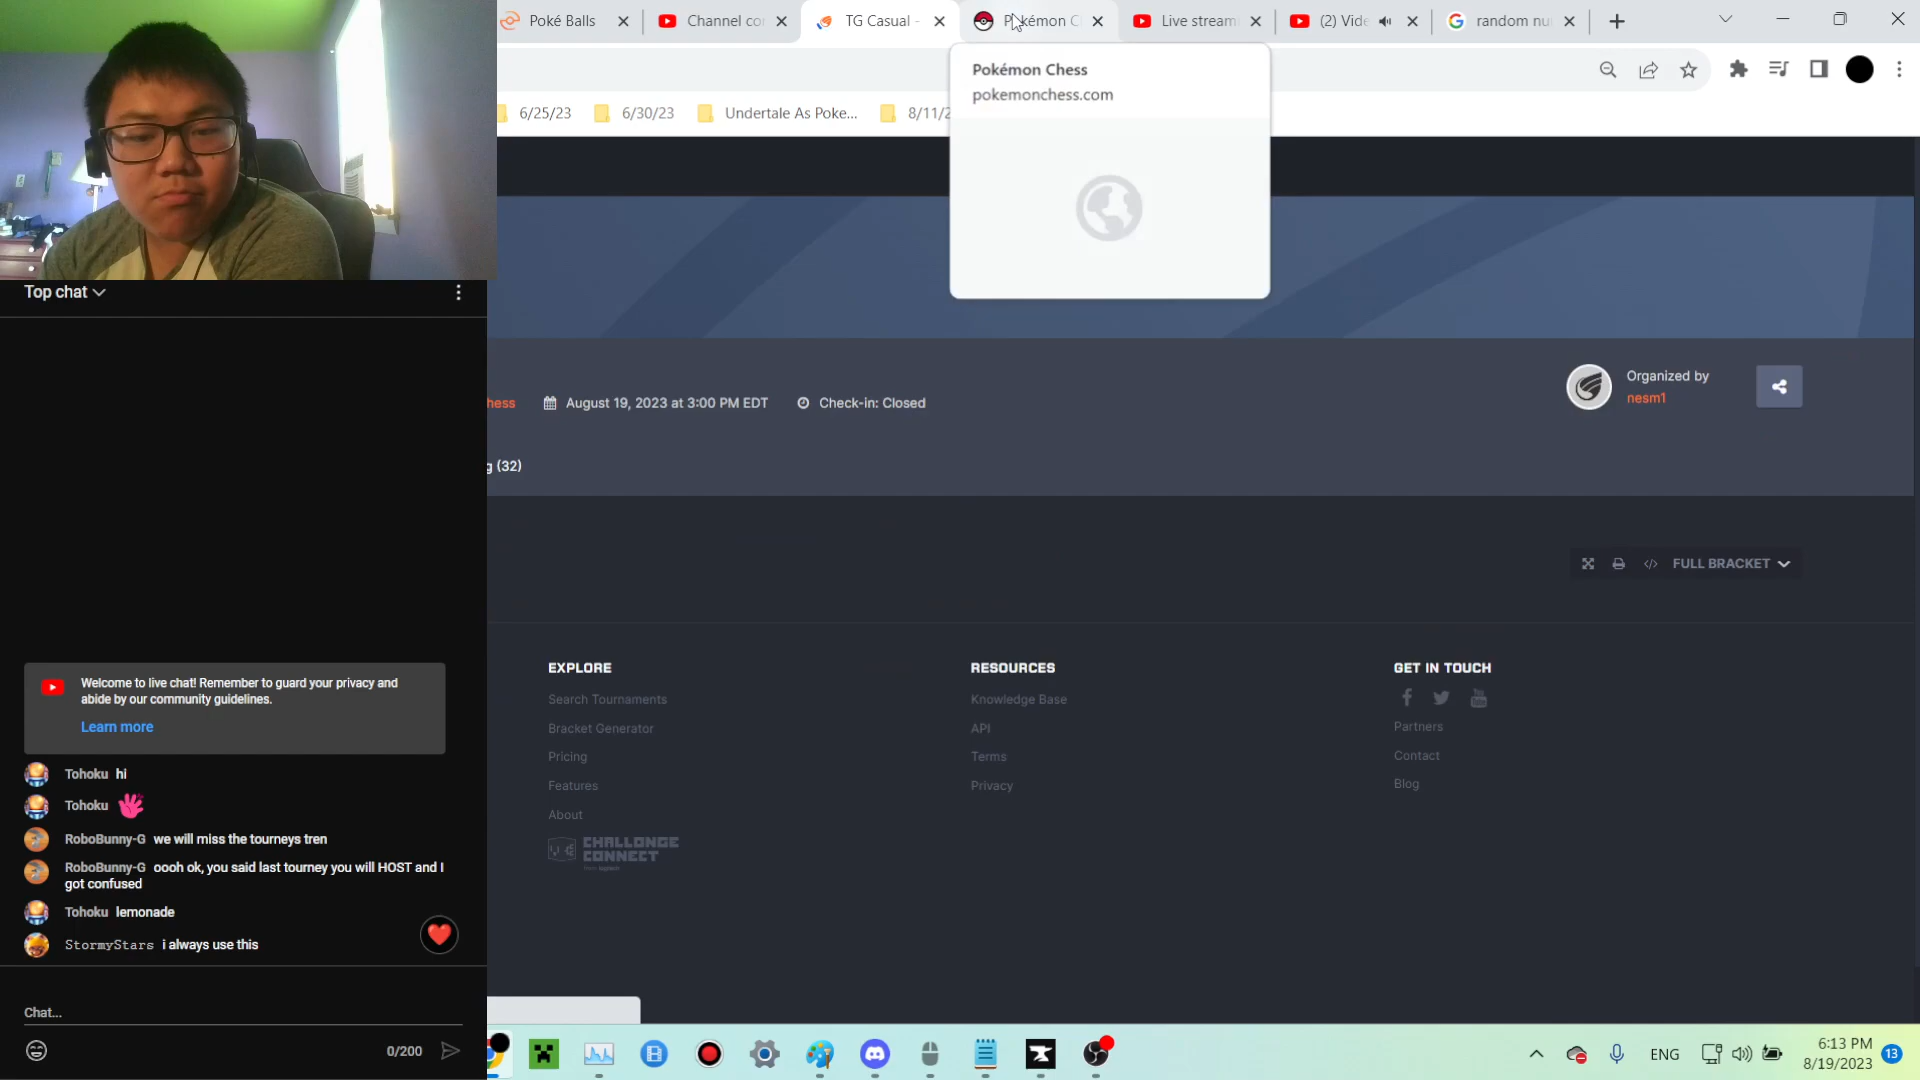 Poké Balls
Channel co
TG Casual -
Pokémon C
Live stream
(2) Vide
random nu
Pokémon Chess
pokemonchess.com
6/25/23
6/30/23
Undertale As Poke...
8/11/2
Top chat
hess
August 19, 2023 at 3:00 PM EDT
Check-in: Closed
Organized by
nesm1
g (32)
FULL BRACKET
EXPLORE
Search Tournaments
Bracket Generator
Pricing
Features
About
CHALLONGE
CONNECT
RESOURCES
Knowledge Base
API
Terms
Privacy
GET IN TOUCH
Partners
Contact
Blog
Welcome to live chat! Remember to guard your privacy and
abide by our community guidelines.
Learn more
Tohoku hi
Tohoku
RoboBunny-G we will miss the tourneys tren
RoboBunny-G oooh ok, you said last tourney you will HOST and I
got confused
Tohoku lemonade
StormyStars i always use this
Chat...
0/200
ENG
6:13 PM
8/19/2023
13